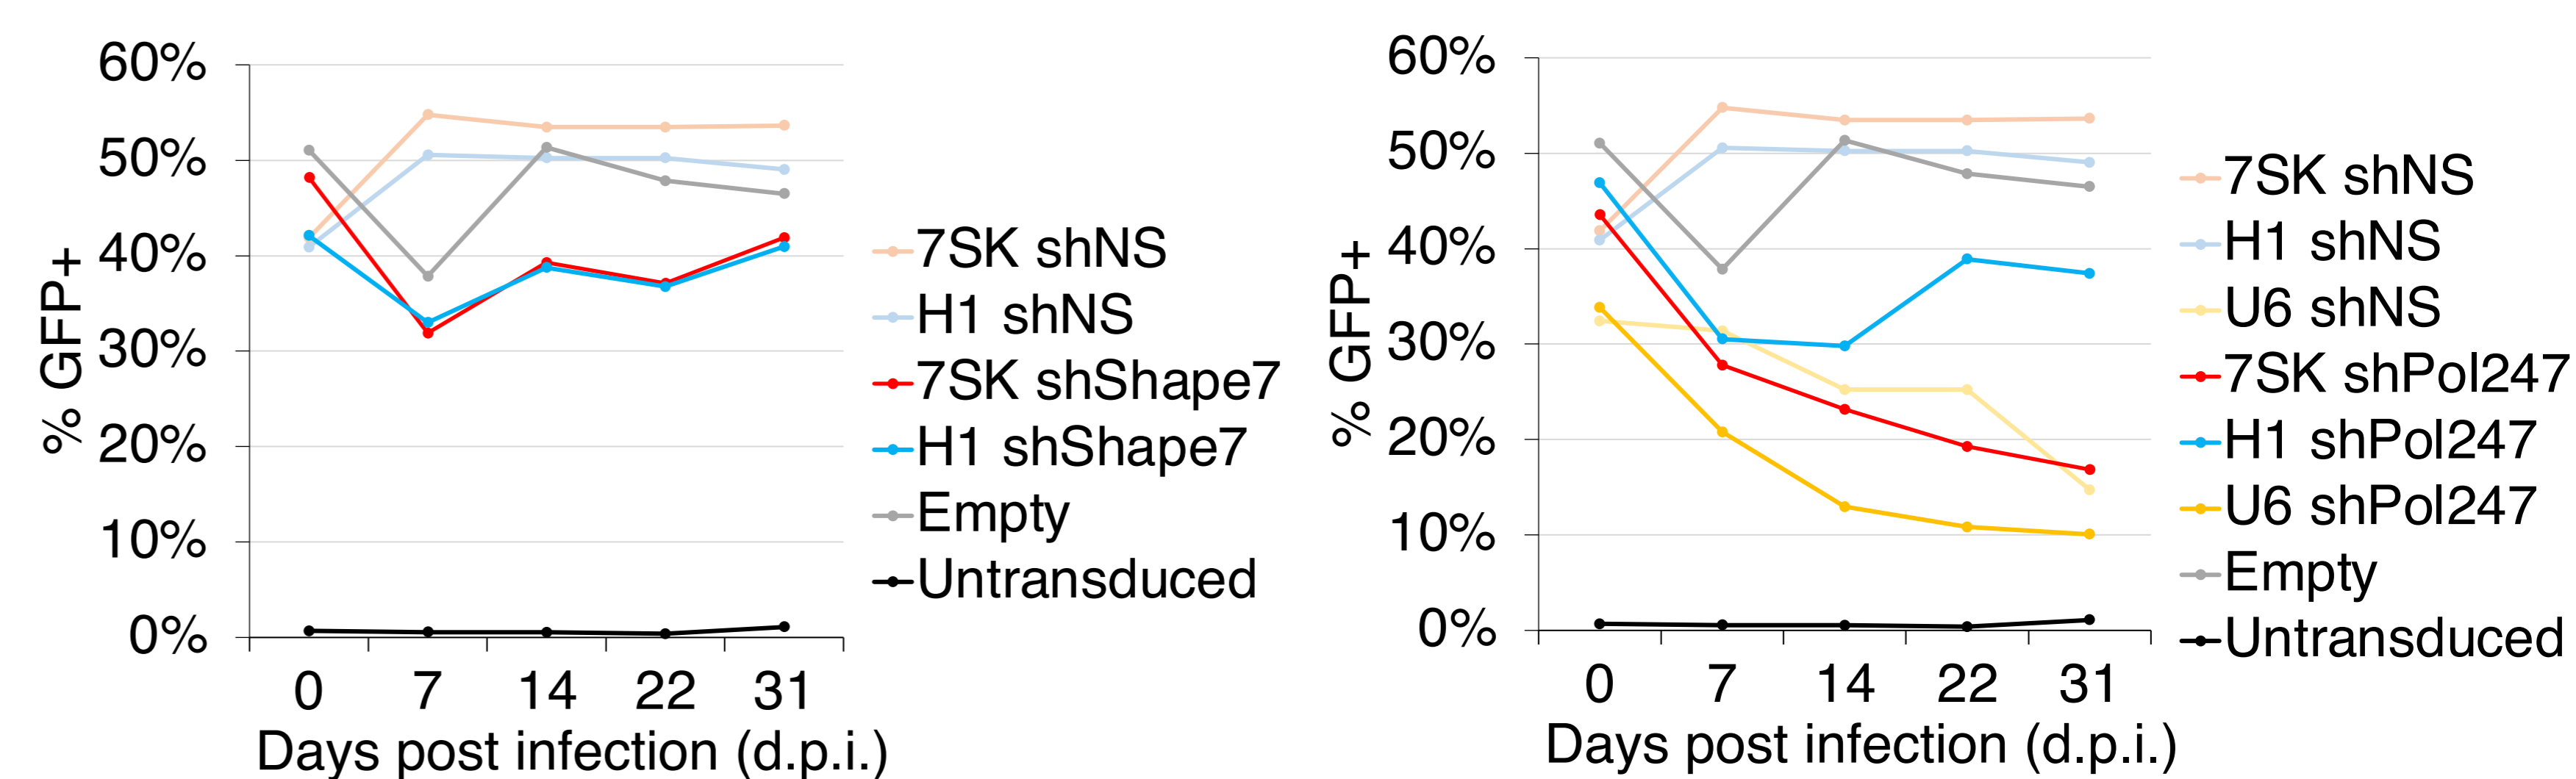 60%
50%
40%
30%
20%
10%
0%
% GFP+
0 7 14 22 31
Days post infection (d.p.i.)
7SK shNS
H1 shNS
7SK shShape7
H1 shShape7
Empty
Untransduced
60%
50%
40%
30%
20%
10%
0%
% GFP+
0 7 14 22 31
Days post infection (d.p.i.)
7SK shNS
H1 shNS
U6 shNS
7SK shPol247
H1 shPol247
U6 shPol247
Empty
Untransduced